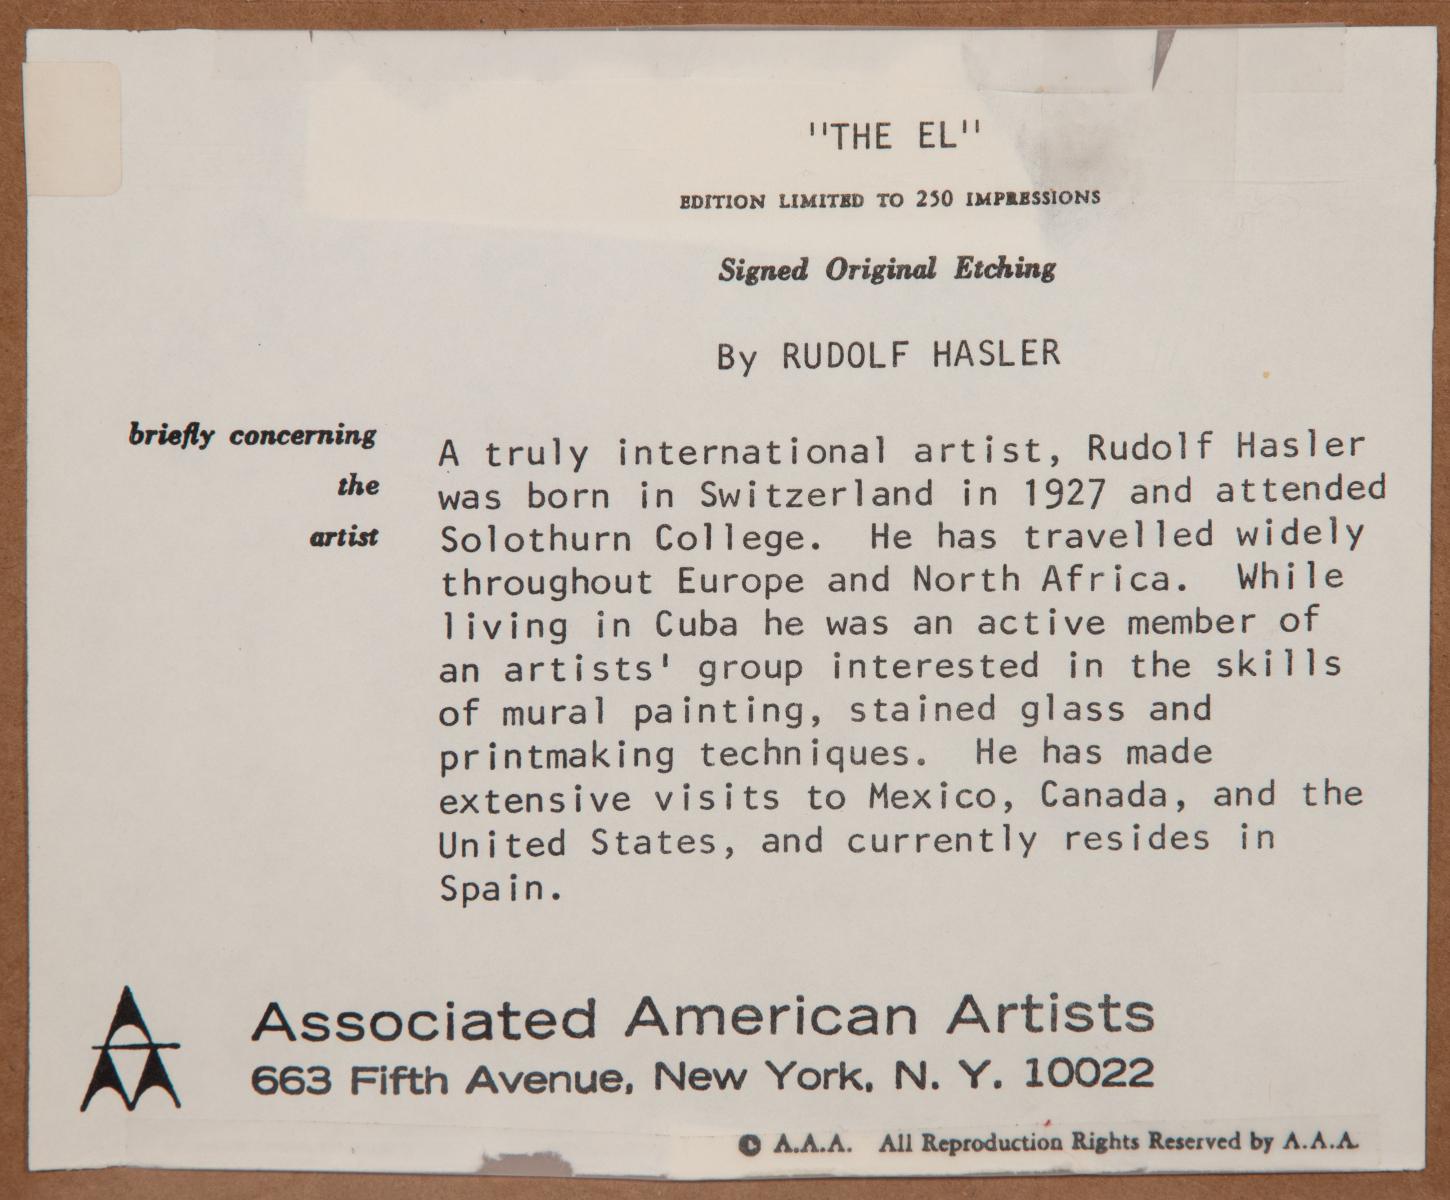 "THE EL"
EDITION LIMITED TO 250 IMPRESSIONS
Signed Original Etching
By RUDOLF HASLER
briefly concerning
the
artist
A truly international artist, Rudolf Hasler
was born in Switzerland in 1927 and attended
Solothurn College. He has travelled widely
throughout Europe and North Africa. While
living in Cuba he was an active member of
an artists' group interested in the skills
of mural painting, stained glass and
printmaking techniques. He has made
extensive visits to Mexico, Canada, and the
United States, and currently resides in
Spain.
Associated American Artists
663 Fifth Avenue, New York, N. Y. 10022
© A.A.A. All Reproduction Rights Reserved by A.A.A.